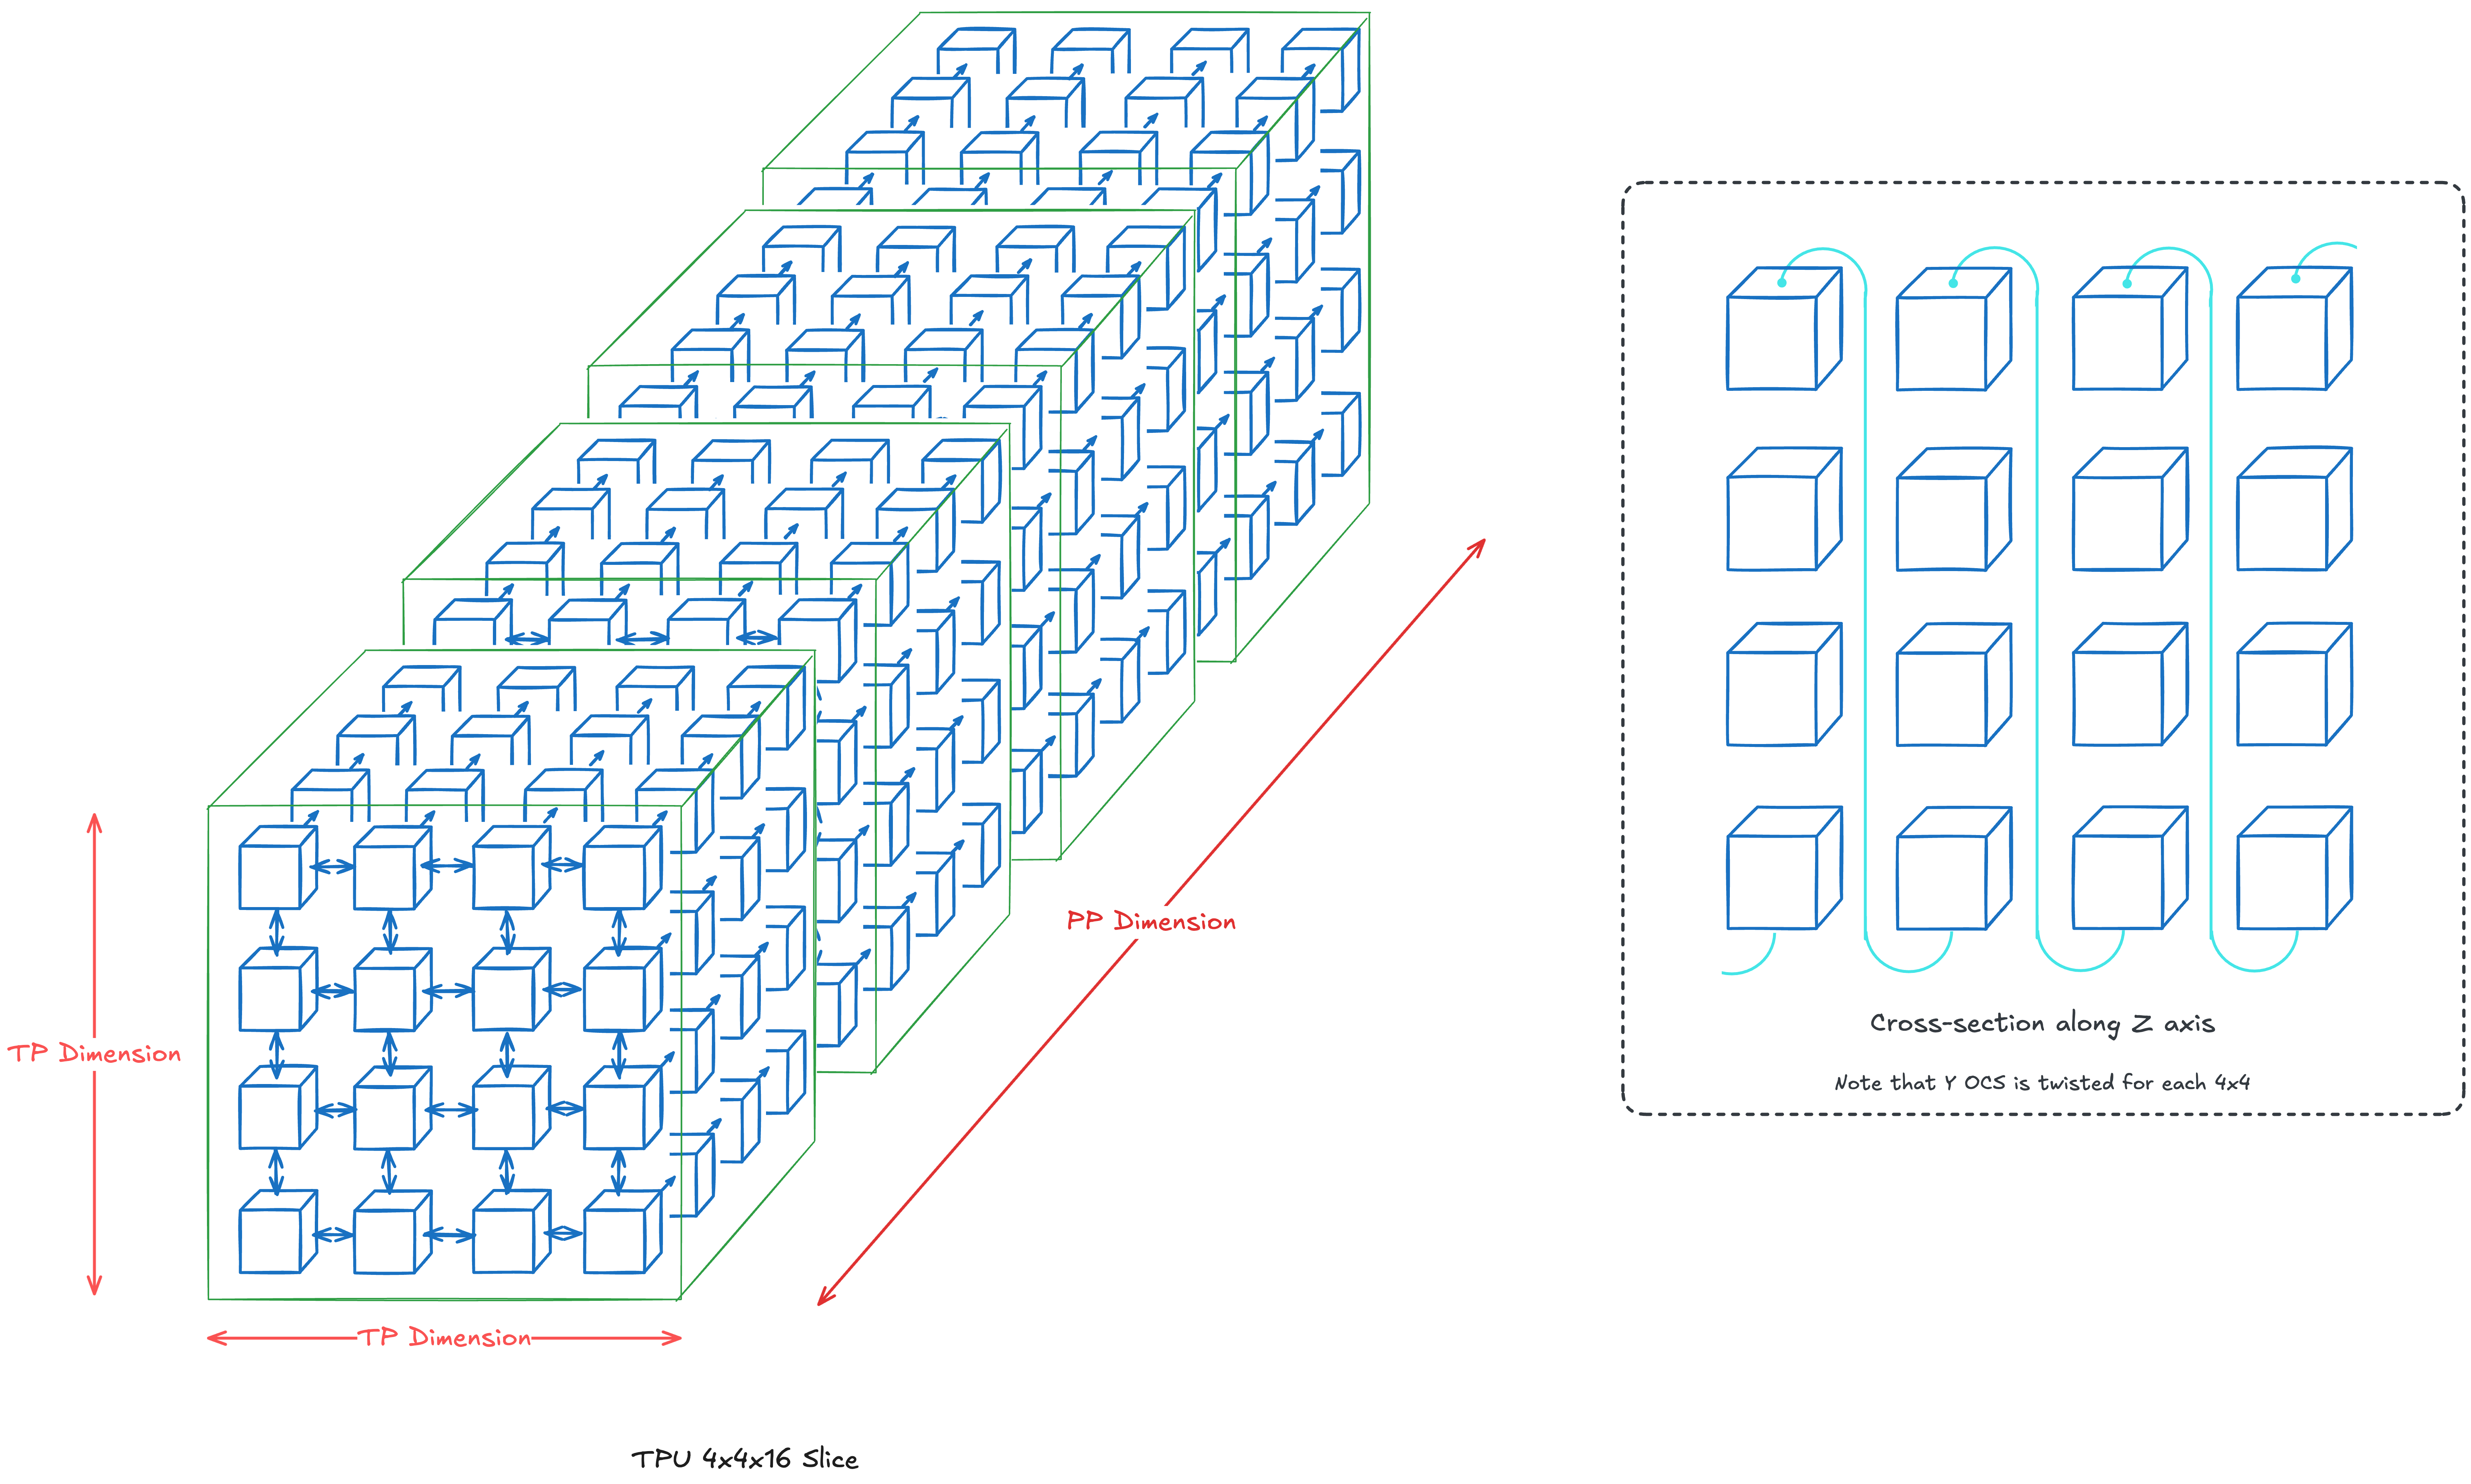 TP Dimension
PP Dimension
TP Dimension
TPU 4x4x16 Slice
Cross-section along Z axis
Note that Y OCS is twisted for each 4x4